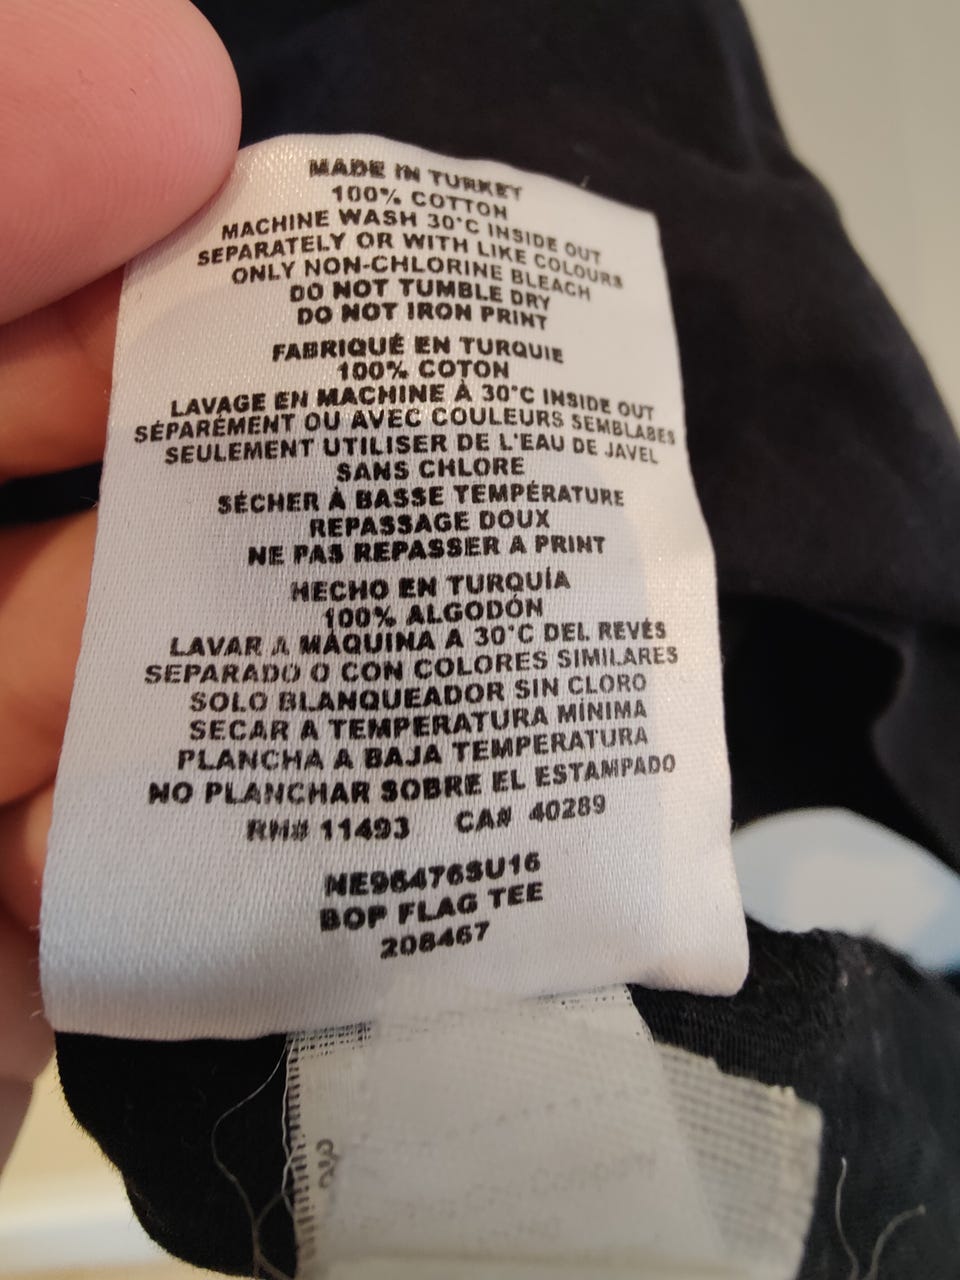 MADE IN TURKEY
100% COTTON
MACHINE WASH 30°C INSIDE OUT
SEPARATELY OR WITH LIKE COLOURS
ONLY NON-CHLORINE BLEACH
DO NOT TUMBLE DRY
DO NOT IRON PRINT
FABRIQUÉ EN TURQUIE
100% COTON
LAVAGE EN MACHINE À 30°C INSIDE OUT
SÉPARÉMENT OU AVEC COULEURS SEMBLABES
SEULEMENT UTILISER DE L'EAU DE JAVEL
SANS CHLORE
SÉCHER À BASSE TEMPÉRATURE
REPASSAGE DOUX
NE PAS REPASSER A PRINT
HECHO EN TURQUÍA
100% ALGODÓN
LAVAR A MÁQUINA A 30°C DEL REVÉS
SEPARADO O CON COLORES SIMILARES
SOLO BLANQUEADOR SIN CLORO
SECAR A TEMPERATURA MÍNIMA
PLANCHA A BAJA TEMPERATURA
NO PLANCHAR SOBRE EL ESTAMPADO
RN# 11493 CA# 40289
NE96476SU16
BOP FLAG TEE
208467